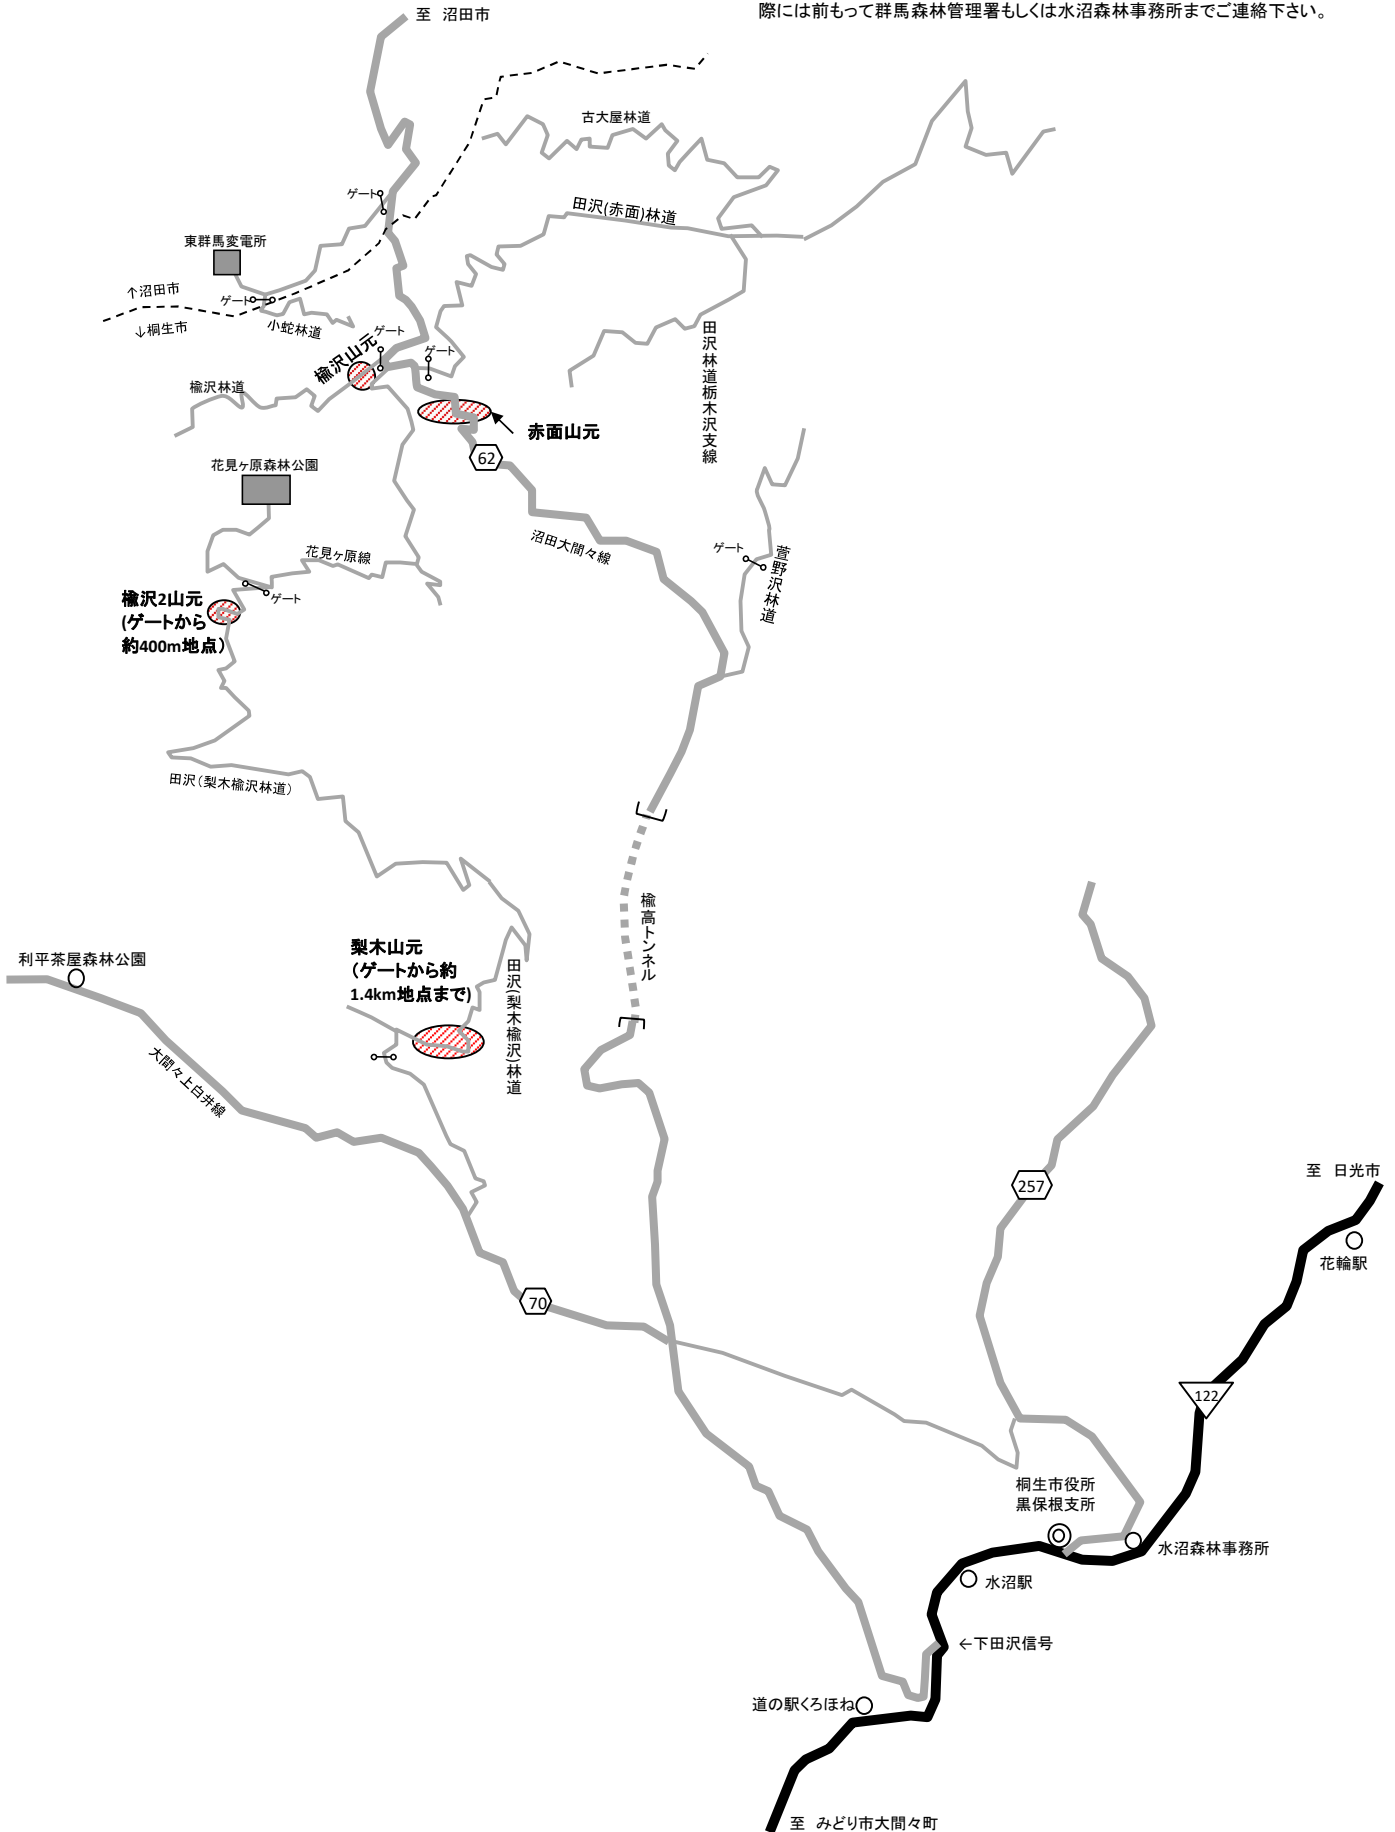 際には前もって群馬森林管理署もしくは水沼森林事務所までご連絡下さい。
至 沼田市
古大屋林道
ゲート
田沢(赤面)林道
東群馬変電所
↑沼田市
ゲート
↓桐生市
小蛇林道
ゲート
楡沢山元
ゲート
田沢林道栃木沢支線
楡沢林道
赤面山元
62
花見ヶ原森林公園
沼田大間々線
ゲート
萱野沢林道
花見ヶ原線
ゲート
楡沢2山元
(ゲートから
約400m地点）
田沢（梨木楡沢林道）
楡高トンネル
梨木山元
（ゲートから約
1.4km地点まで)
田沢(梨木楡沢)林道
利平茶屋森林公園
大間々上白井線
257
至 日光市
花輪駅
70
122
桐生市役所
黒保根支所
水沼森林事務所
水沼駅
←下田沢信号
道の駅くろほね
至 みどり市大間々町